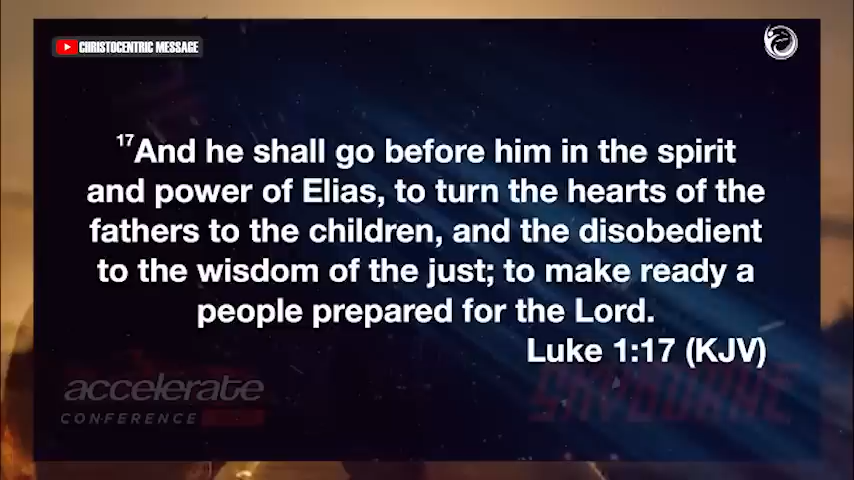 CHRISTOCENTRIC MESSAGE
17And he shall go before him in the spirit
and power of Elias, to turn the hearts of the
fathers to the children, and the disobedient
to the wisdom of the just; to make ready a
people prepared for the Lord.
Luke 1:17 (KJV)
accelerate
CONFERENCE